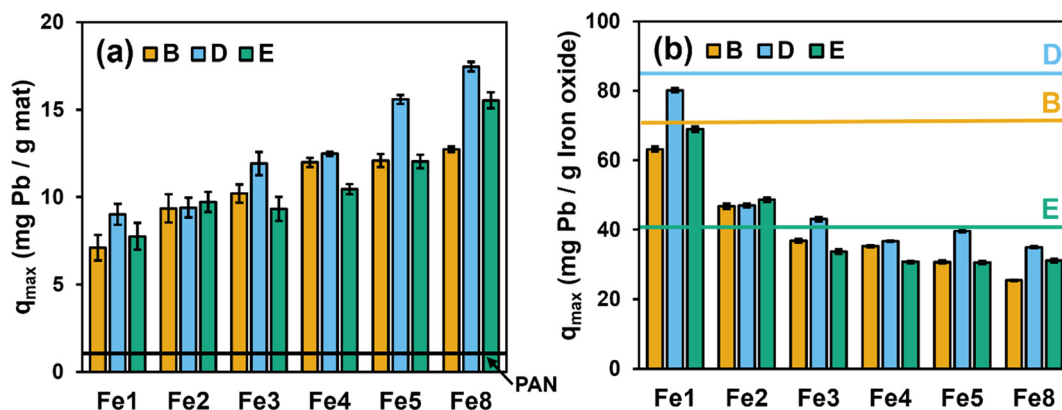 (a) B D E
20
15
10
5
0
q_max (mg Pb / g mat)
PAN
Fe1 Fe2 Fe3 Fe4 Fe5 Fe8
(b) B D E
100
80
60
40
20
0
q_max (mg Pb / g Iron oxide)
D
B
E
Fe1 Fe2 Fe3 Fe4 Fe5 Fe8